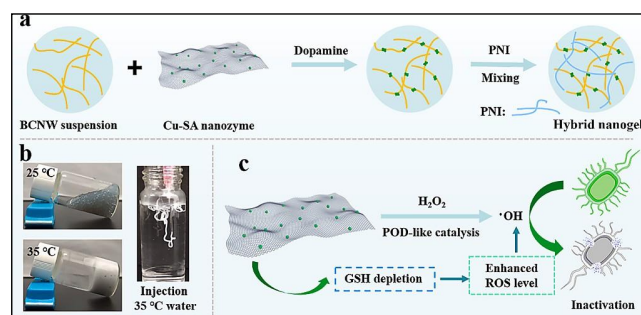 a
Dopamine
PNI
Mixing
PNI:
BCNW suspension
Cu-SA nanozyme
Hybrid nanogel
b
25 °C
35 °C
Injection
35 °C water
c
H₂O₂
POD-like catalysis
·OH
GSH depletion
Enhanced
ROS level
Inactivation